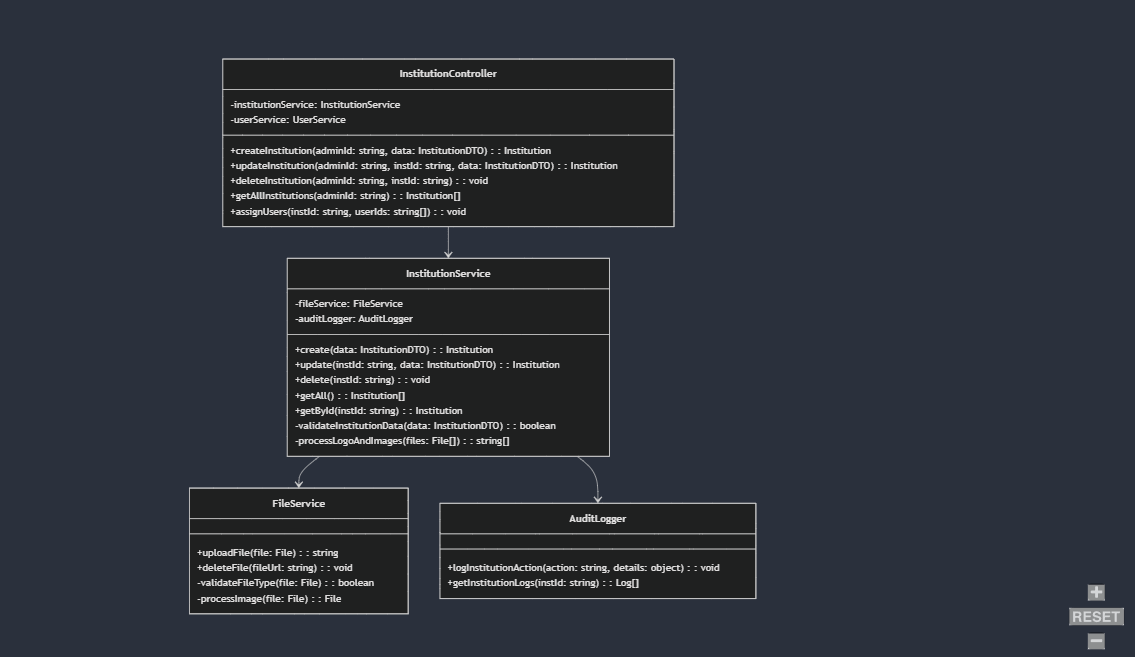 InstitutionController
-institutionService: InstitutionService
-userService: UserService
+createInstitution(adminId: string, data: InstitutionDTO) : : Institution
+updateInstitution(adminId: string, instId: string, data: InstitutionDTO) : : Institution
+deleteInstitution(adminId: string, instId: string) : : void
+getAllInstitutions(adminId: string) : : Institution[]
+assignUsers(instId: string, userIds: string[]) : : void
InstitutionService
-fileService: FileService
-auditLogger: AuditLogger
+create(data: InstitutionDTO) : : Institution
+update(instId: string, data: InstitutionDTO) : : Institution
+delete(instId: string) : : void
+getAll() : : Institution[]
+getById(instId: string) : : Institution
-validateInstitutionData(data: InstitutionDTO) : : boolean
-processLogoAndImages(files: File[]) : : string[]
FileService
+uploadFile(file: File) : : string
+deleteFile(fileUrl: string) : : void
-validateFileType(file: File) : : boolean
-processImage(file: File) : : File
AuditLogger
+logInstitutionAction(action: string, details: object) : : void
+getInstitutionLogs(instId: string) : : Log[]
+
RESET
−